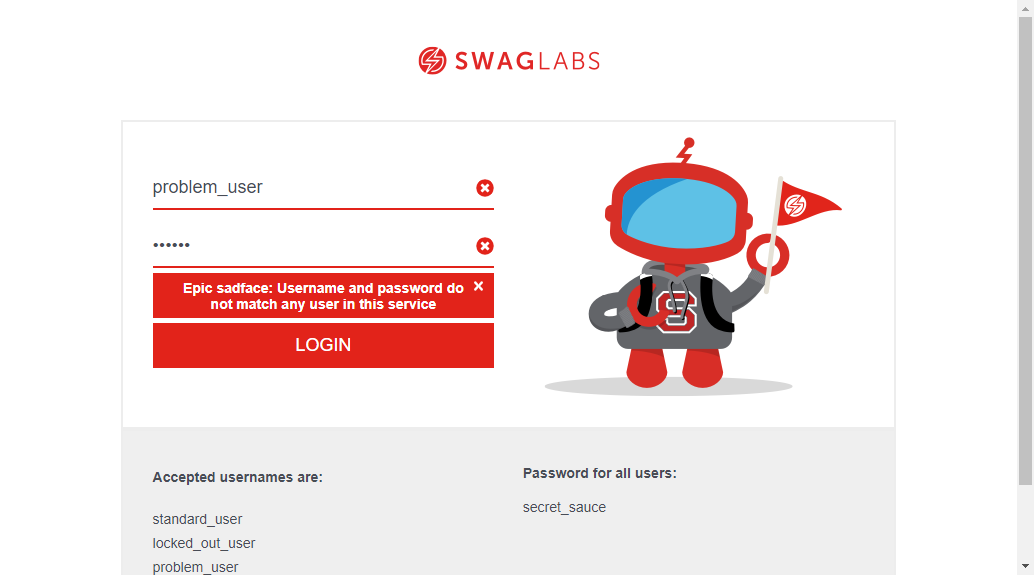 SWAGLABS
problem_user
••••••
Epic sadface: Username and password do
not match any user in this service
LOGIN
S
Accepted usernames are:
standard_user
locked_out_user
problem_user
Password for all users:
secret_sauce